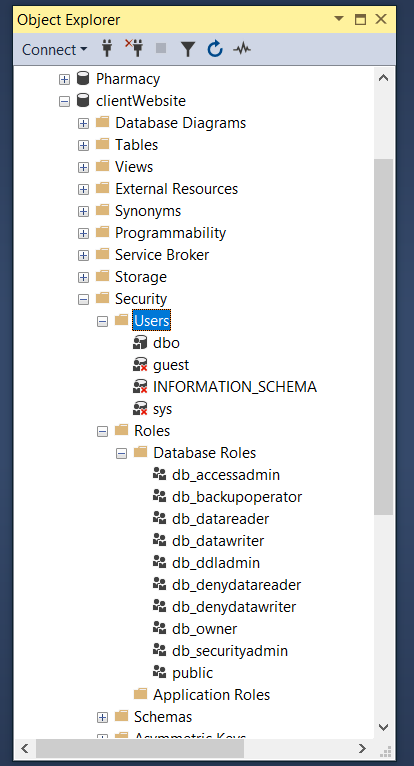 Object Explorer
Connect
Pharmacy
clientWebsite
Database Diagrams
Tables
Views
External Resources
Synonyms
Programmability
Service Broker
Storage
Security
Users
dbo
guest
INFORMATION_SCHEMA
sys
Roles
Database Roles
db_accessadmin
db_backupoperator
db_datareader
db_datawriter
db_ddladmin
db_denydatareader
db_denydatawriter
db_owner
db_securityadmin
public
Application Roles
Schemas
Asymmetric Keys